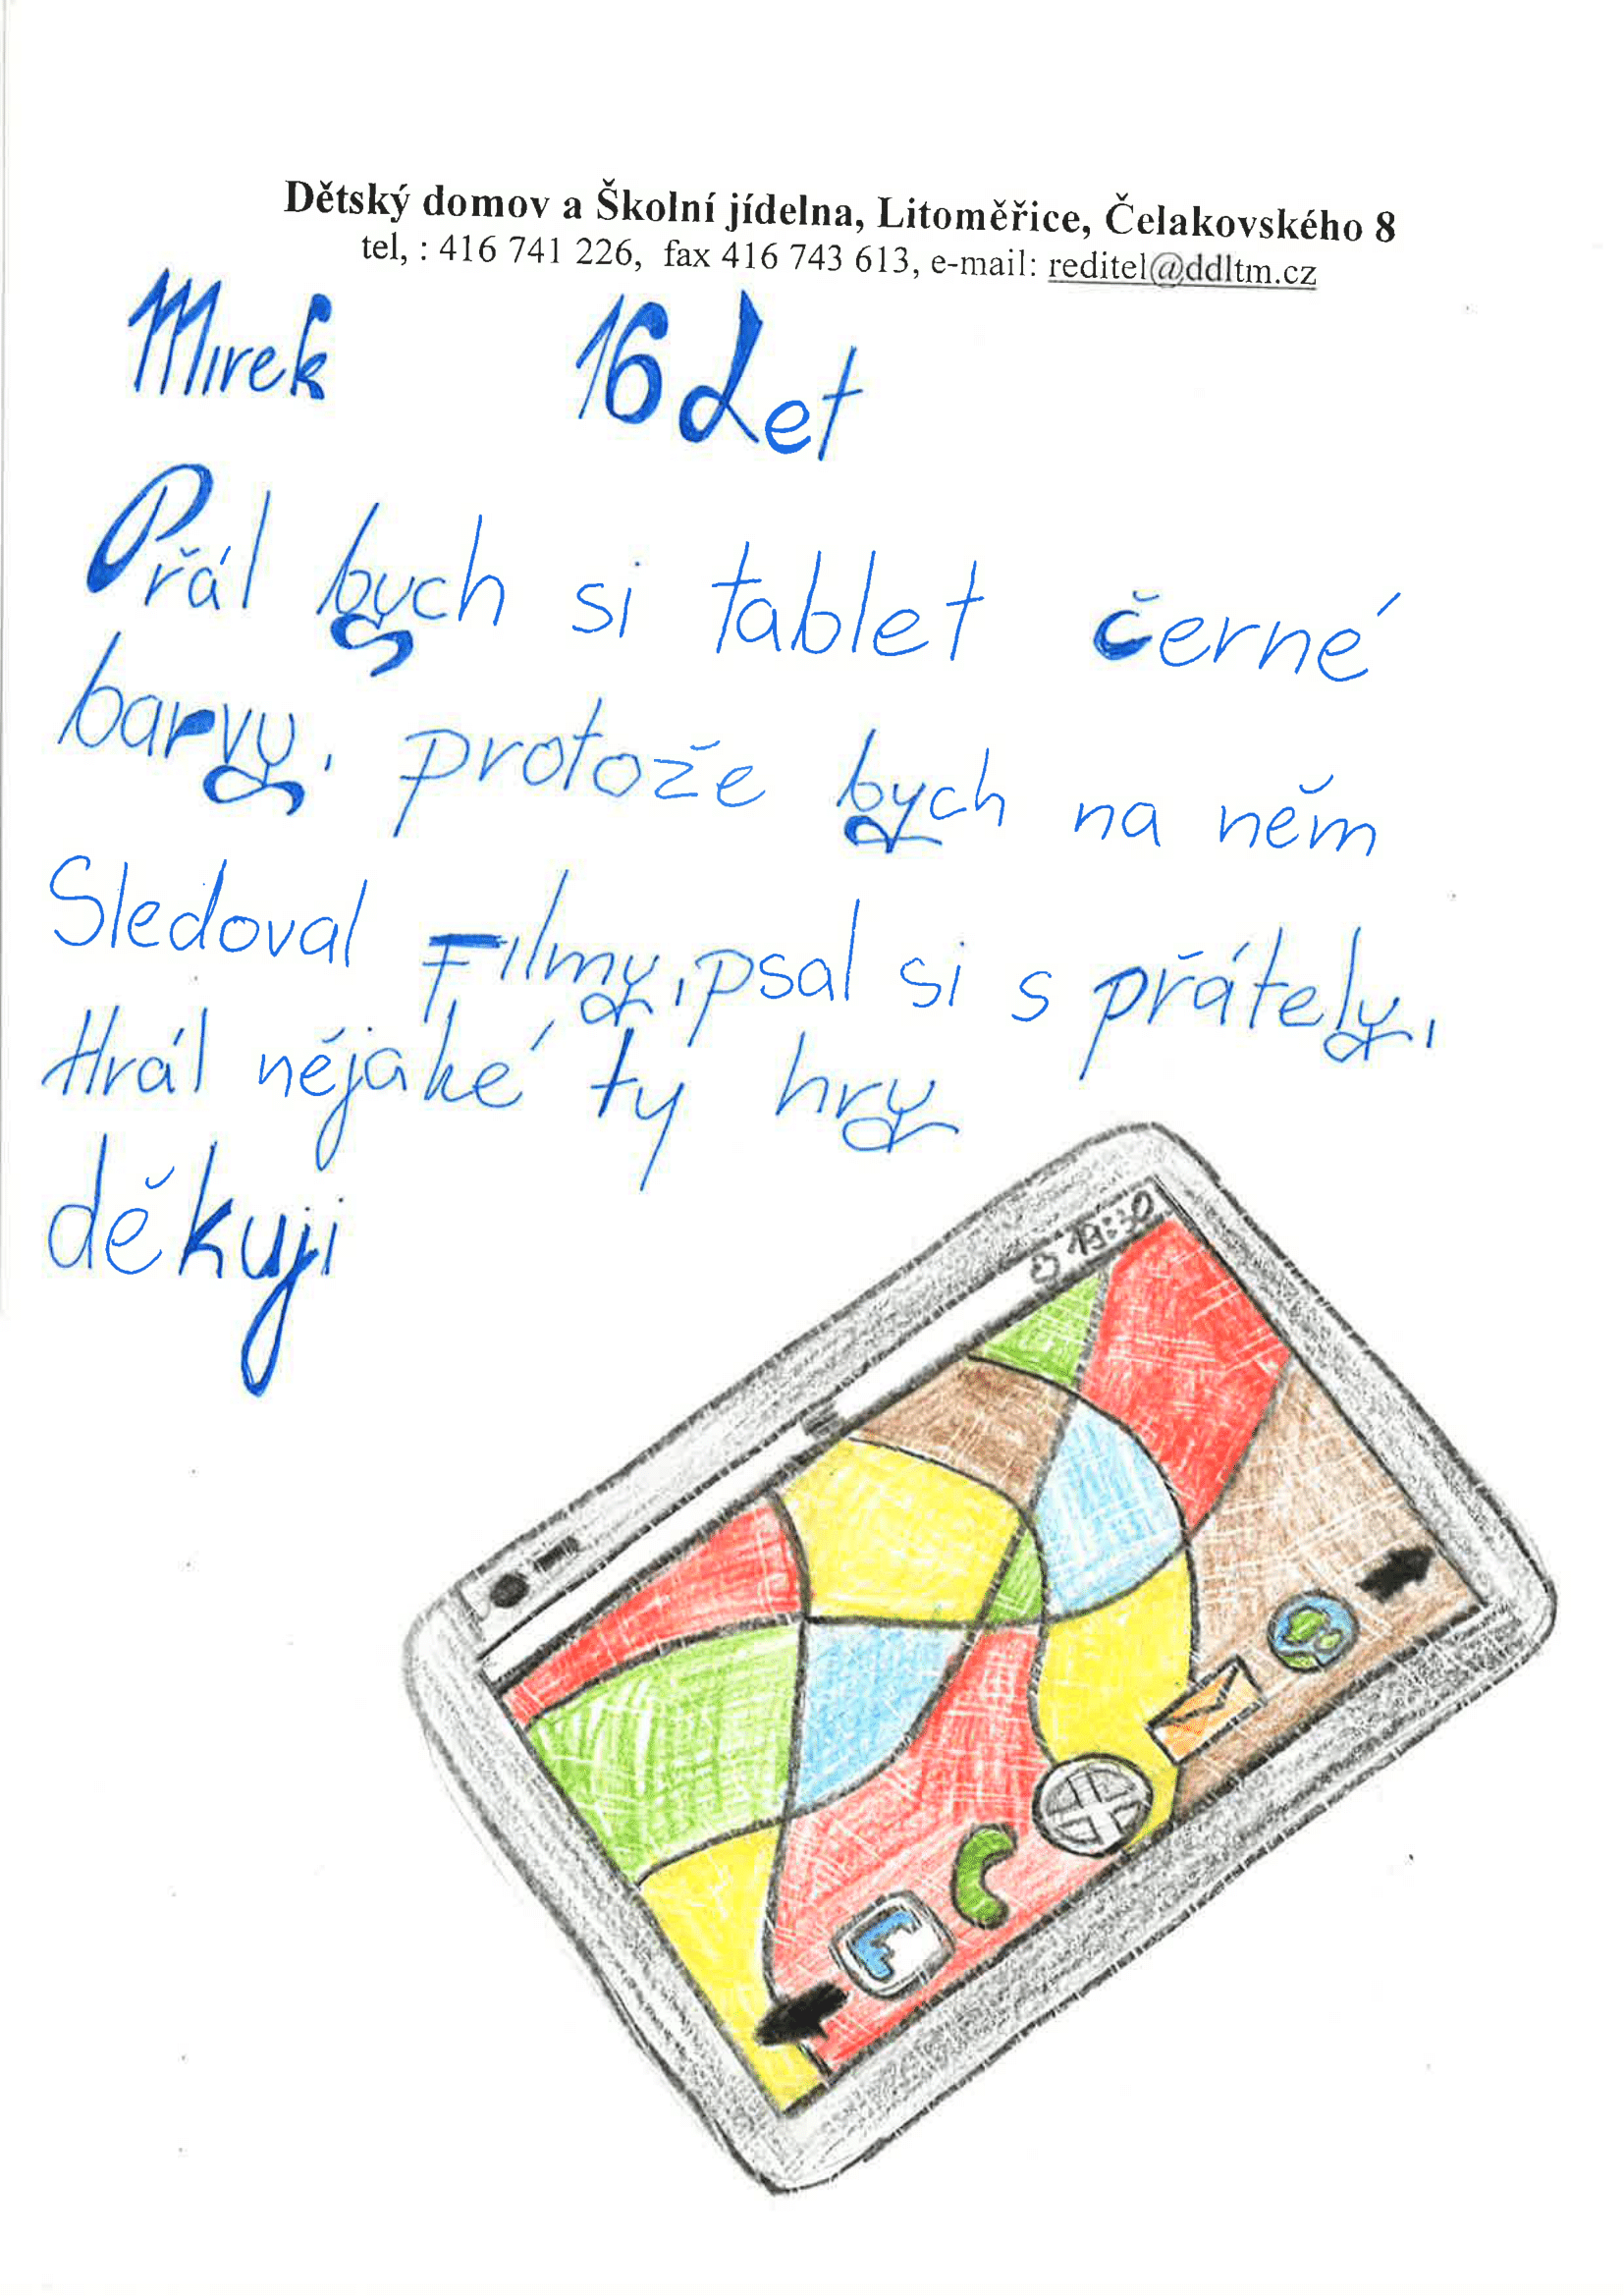 Dětský domov a Školní jídelna, Litoměřice, Čelakovského 8
tel, : 416 741 226, fax 416 743 613, e-mail: reditel@ddltm.cz
Mirek 16 Let
Přál bych si tablet černé
barvy, protože bych na něm
Sledoval Filmy, psal si s přátely,
Hrál nějaké ty hry
děkuji
19:30
F